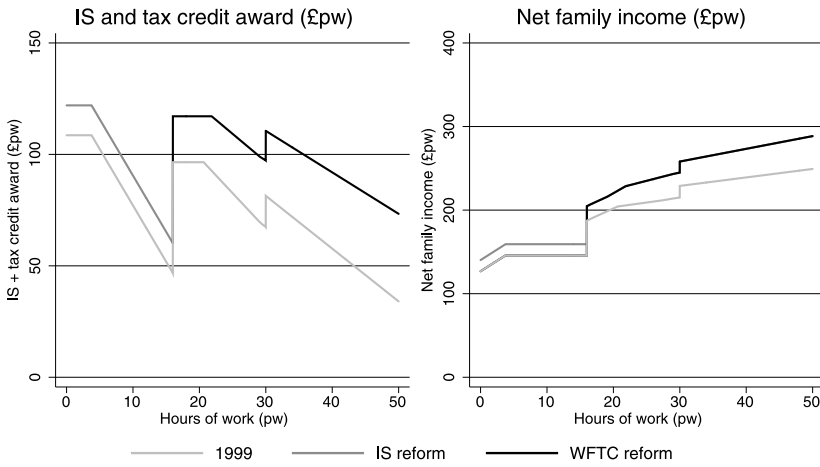 IS and tax credit award (£pw)
IS + tax credit award (£pw)
150
100
50
0
0 10 20 30 40 50
Hours of work (pw)
Net family income (£pw)
Net family income (£pw)
400
300
200
100
0
0 10 20 30 40 50
Hours of work (pw)
1999 IS reform WFTC reform